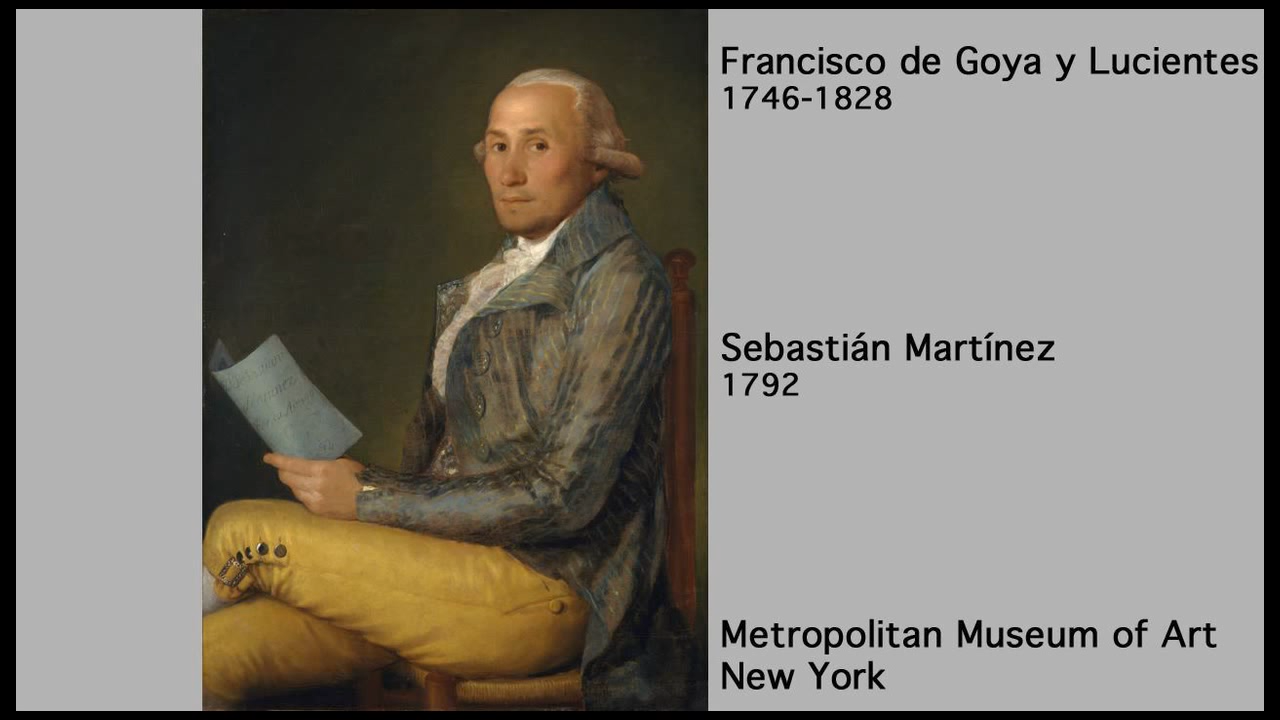 Francisco de Goya y Lucientes
1746-1828
Sebastián Martínez
1792
Metropolitan Museum of Art
New York